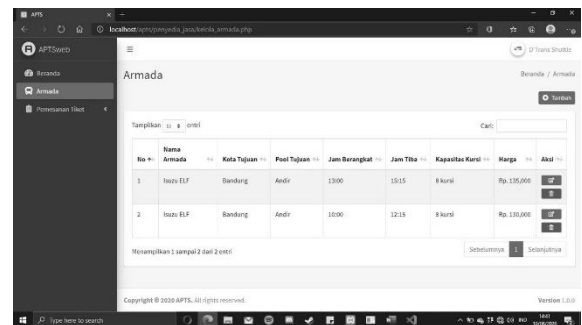 APTS
localhost/apts/penyedia_jasa/kelola_armada.php
APTSweb
D'Trans Shuttle
Beranda
Armada
Pemesanan Tiket
Armada
Beranda / Armada
Tambah
Tampilkan 10 entri
Cari:
No Nama Armada Kota Tujuan Pool Tujuan Jam Berangkat Jam Tiba Kapasitas Kursi Harga Aksi
1 Isuzu ELF Bandung Andir 13:00 15:15 8 kursi Rp. 135,000
2 Isuzu ELF Bandung Andir 10:00 12:15 8 kursi Rp. 130,000
Menampilkan 1 sampai 2 dari 2 entri
Sebelumnya 1 Selanjutnya
Copyright © 2020 APTS. All rights reserved.
Version 1.0.0
Type here to search